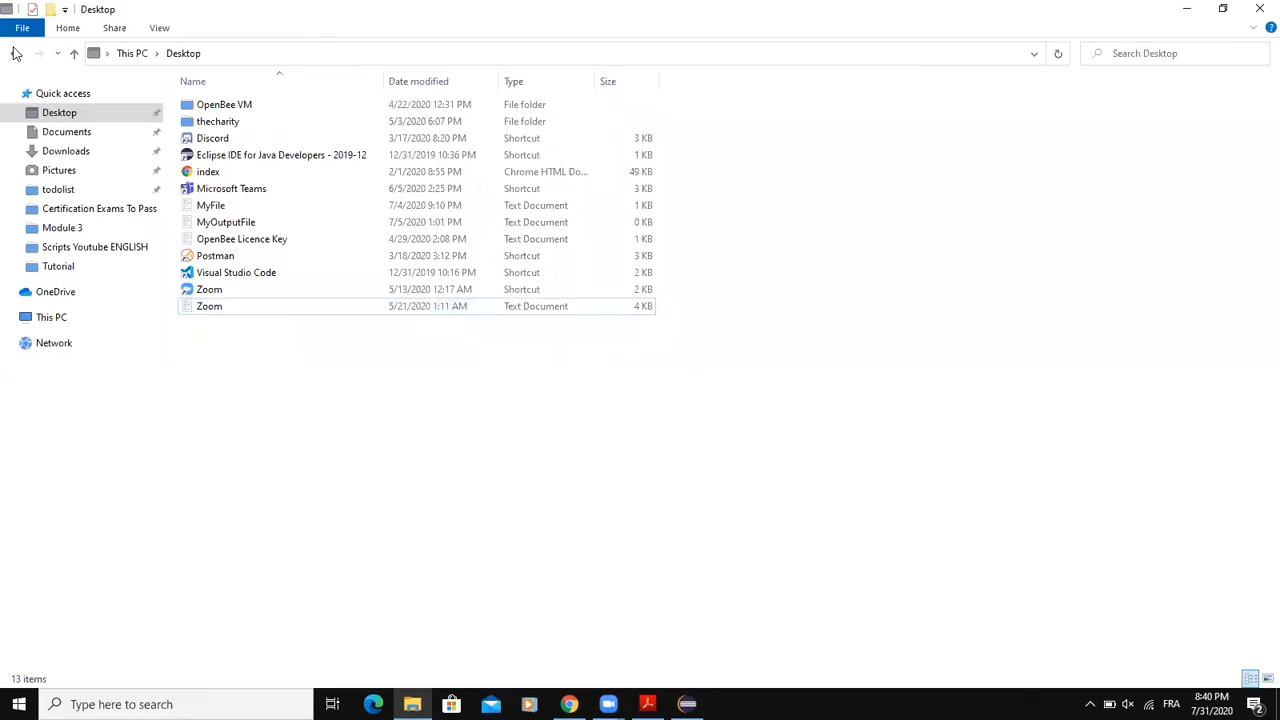 Desktop
File Home Share View
This PC Desktop Search Desktop
Name Date modified Type Size
Quick access
Desktop
Documents
Downloads
Pictures
todolist
Certification Exams To Pass
Module 3
Scripts Youtube ENGLISH
Tutorial
OneDrive
This PC
Network
OpenBee VM 4/22/2020 12:31 PM File folder
thecharity 5/3/2020 6:07 PM File folder
Discord 3/17/2020 8:20 PM Shortcut 3 KB
Eclipse IDE for Java Developers - 2019-12 12/31/2019 10:36 PM Shortcut 1 KB
index 2/1/2020 8:55 PM Chrome HTML Do... 49 KB
Microsoft Teams 6/5/2020 2:25 PM Shortcut 3 KB
MyFile 7/4/2020 9:10 PM Text Document 1 KB
MyOutputFile 7/5/2020 1:01 PM Text Document 0 KB
OpenBee Licence Key 4/29/2020 2:08 PM Text Document 1 KB
Postman 3/18/2020 3:12 PM Shortcut 3 KB
Visual Studio Code 12/31/2019 10:16 PM Shortcut 2 KB
Zoom 5/13/2020 12:17 AM Shortcut 2 KB
Zoom 5/21/2020 1:11 AM Text Document 4 KB
13 items
Type here to search
FRA
8:40 PM
7/31/2020
2